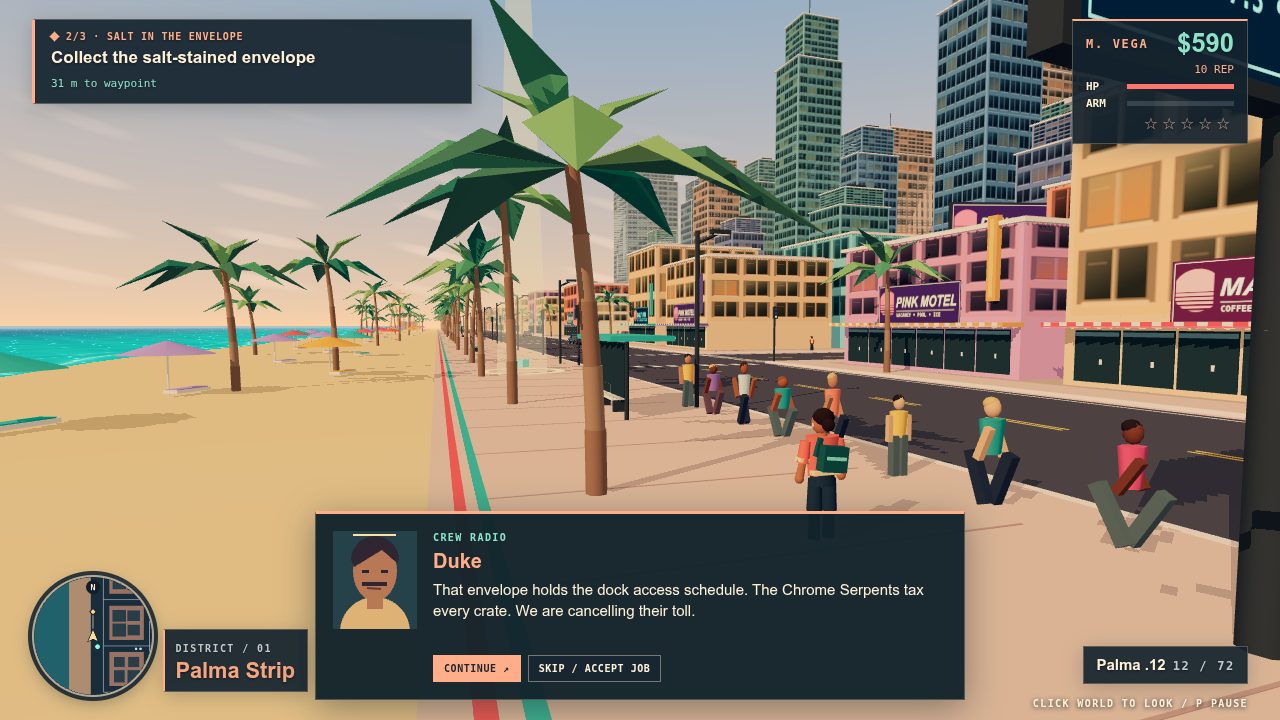 2/3 · SALT IN THE ENVELOPE
Collect the salt-stained envelope
31 m to waypoint
M. VEGA $590
10 REP
HP
ARM
PINK MOTEL
VACANCY • POOL • ICE
COFFEE
N
DISTRICT / 01
Palma Strip
CREW RADIO
Duke
That envelope holds the dock access schedule. The Chrome Serpents tax
every crate. We are cancelling their toll.
CONTINUE ↗
SKIP / ACCEPT JOB
Palma .12 12 / 72
CLICK WORLD TO LOOK / P PAUSE